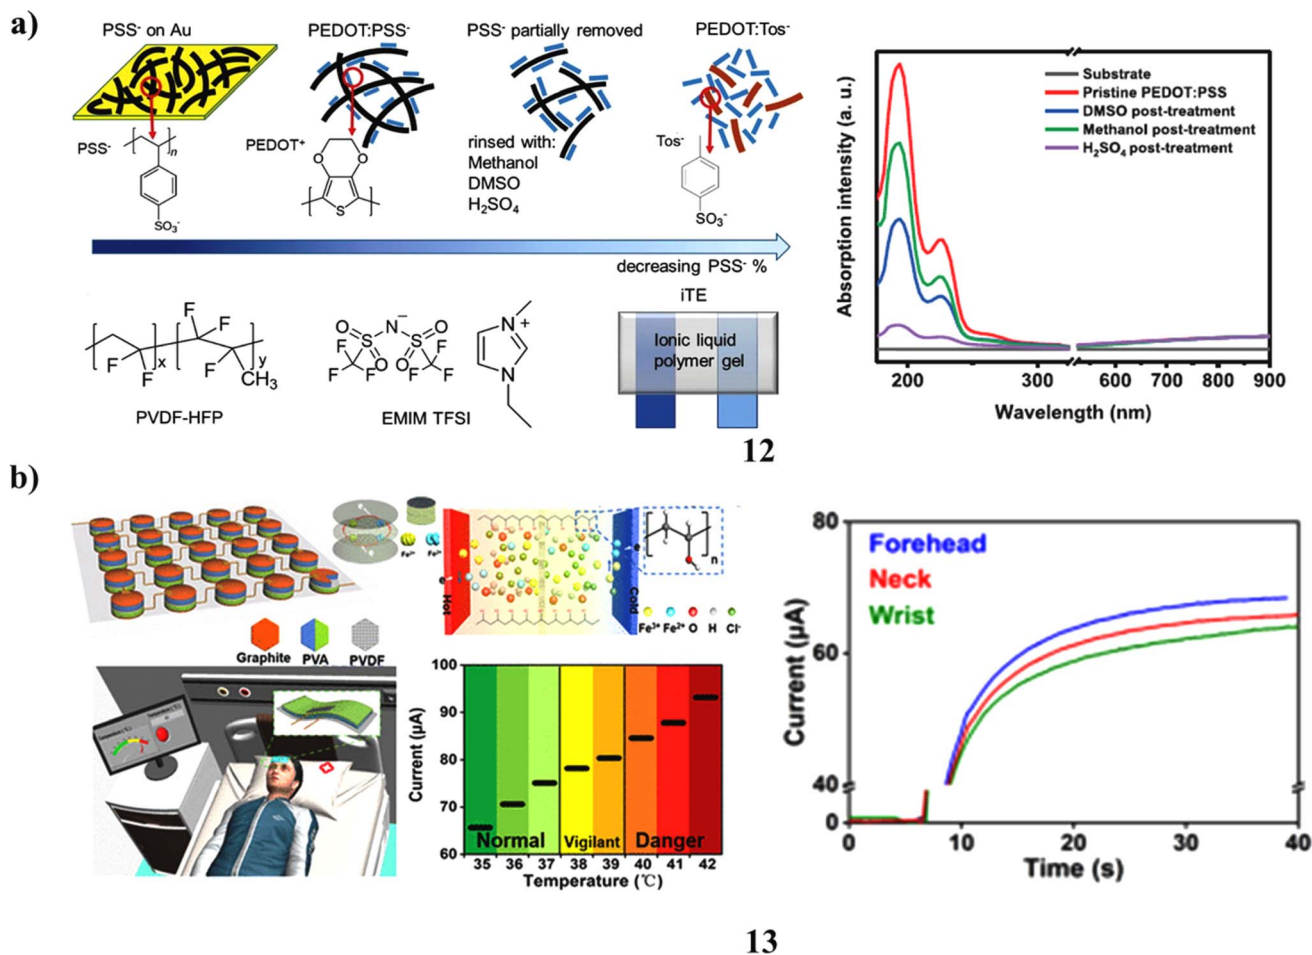 a)
PSS⁻ on Au
PEDOT:PSS⁻
PSS⁻ partially removed
PEDOT:Tos⁻
PSS⁻
n
SO₃⁻
PEDOT⁺
O
O
S
rinsed with:
Methanol
DMSO
H₂SO₄
Tos⁻
SO₃⁻
decreasing PSS⁻ %
F
F
F
F
F
x
y
CH₃
PVDF-HFP
O
O
S
N⁻
S
O
O
F
F
F
F
F
F
N
+
N
EMIM TFSI
iTE
Ionic liquid
polymer gel
Absorption intensity (a. u.)
Substrate
Pristine PEDOT:PSS
DMSO post-treatment
Methanol post-treatment
H₂SO₄ post-treatment
200
300
600
700
800
900
Wavelength (nm)
12
b)
Graphite
PVA
PVDF
Hot
Cold
e
e
n
Fe³⁺ Fe²⁺ O H Cl⁻
Current (μA)
100
90
80
70
60
Normal
Vigilant
Danger
35 36 37 38 39 40 41 42
Temperature (℃)
Current (μA)
80
60
40
0
Forehead
Neck
Wrist
0
10
20
30
40
Time (s)
13